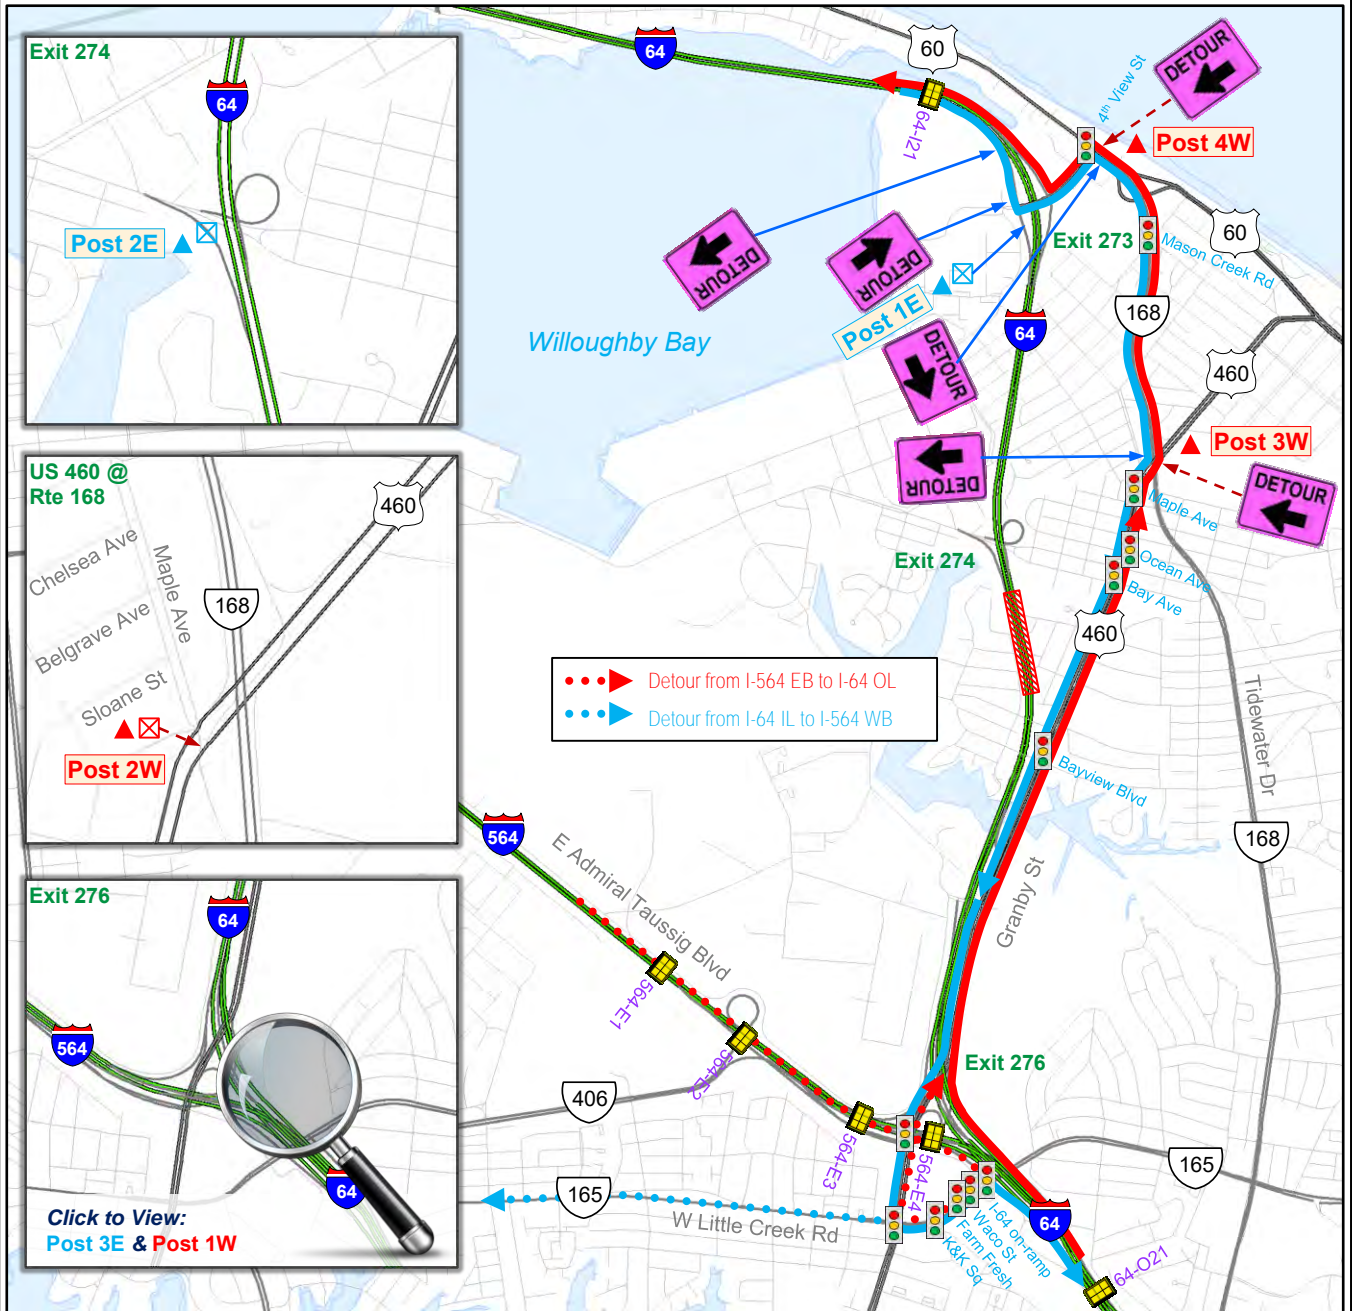 Exit 274
64
Post 2E
US 460 @
Rte 168
460
Chelsea Ave
Maple Ave
168
Belgrave Ave
Sloane St
Post 2W
Exit 276
64
564
64
Click to View:
Post 3E & Post 1W
64
60
64-I21
4th View St
DETOUR
Post 4W
DETOUR
DETOUR
Exit 273
Mason Creek Rd
60
Post 1E
Willoughby Bay
64
168
DETOUR
460
Post 3W
DETOUR
DETOUR
Maple Ave
Exit 274
Ocean Ave
Bay Ave
460
Detour from I-564 EB to I-64 OL
Detour from I-64 IL to I-564 WB
Tidewater Dr
Bayview Blvd
564
168
E Admiral Taussig Blvd
Granby St
564-E1
564-E2
Exit 276
406
564-E3
564-E4
165
165
W Little Creek Rd
I-64 on-ramp
Waco St
Farm Fresh
K&K Sq
64
64-O21